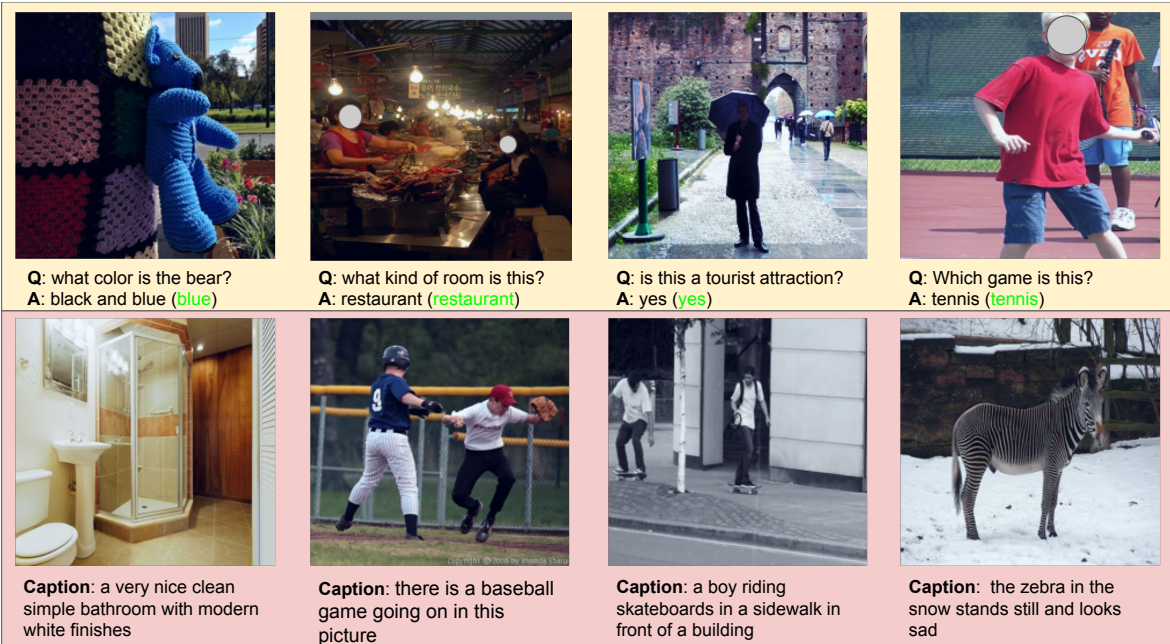 Q: what color is the bear?
A: black and blue (blue)
Q: what kind of room is this?
A: restaurant (restaurant)
Q: is this a tourist attraction?
A: yes (yes)
Q: Which game is this?
A: tennis (tennis)
9
Caption: a very nice clean
simple bathroom with modern
white finishes
Caption: there is a baseball
game going on in this
picture
Caption: a boy riding
skateboards in a sidewalk in
front of a building
Caption: the zebra in the
snow stands still and looks
sad